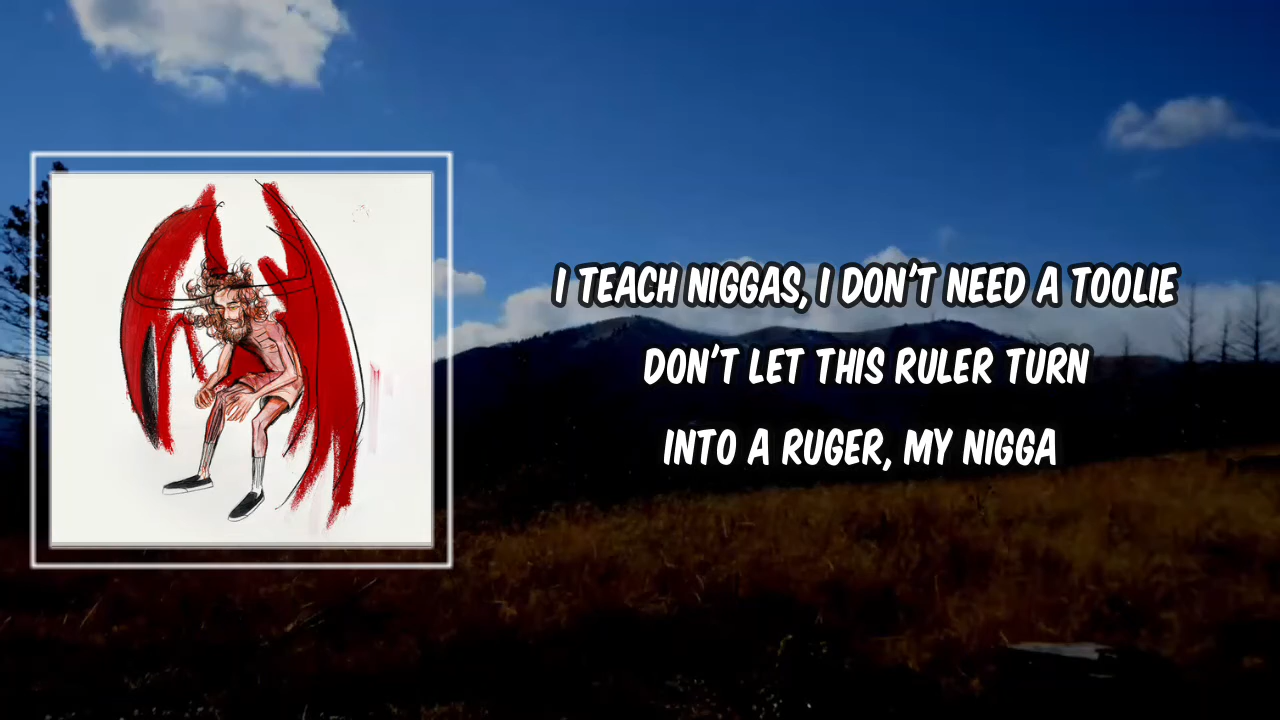 I TEACH NIGGAS, I DON'T NEED A TOOLIE
DON'T LET THIS RULER TURN
INTO A RUGER, MY NIGGA